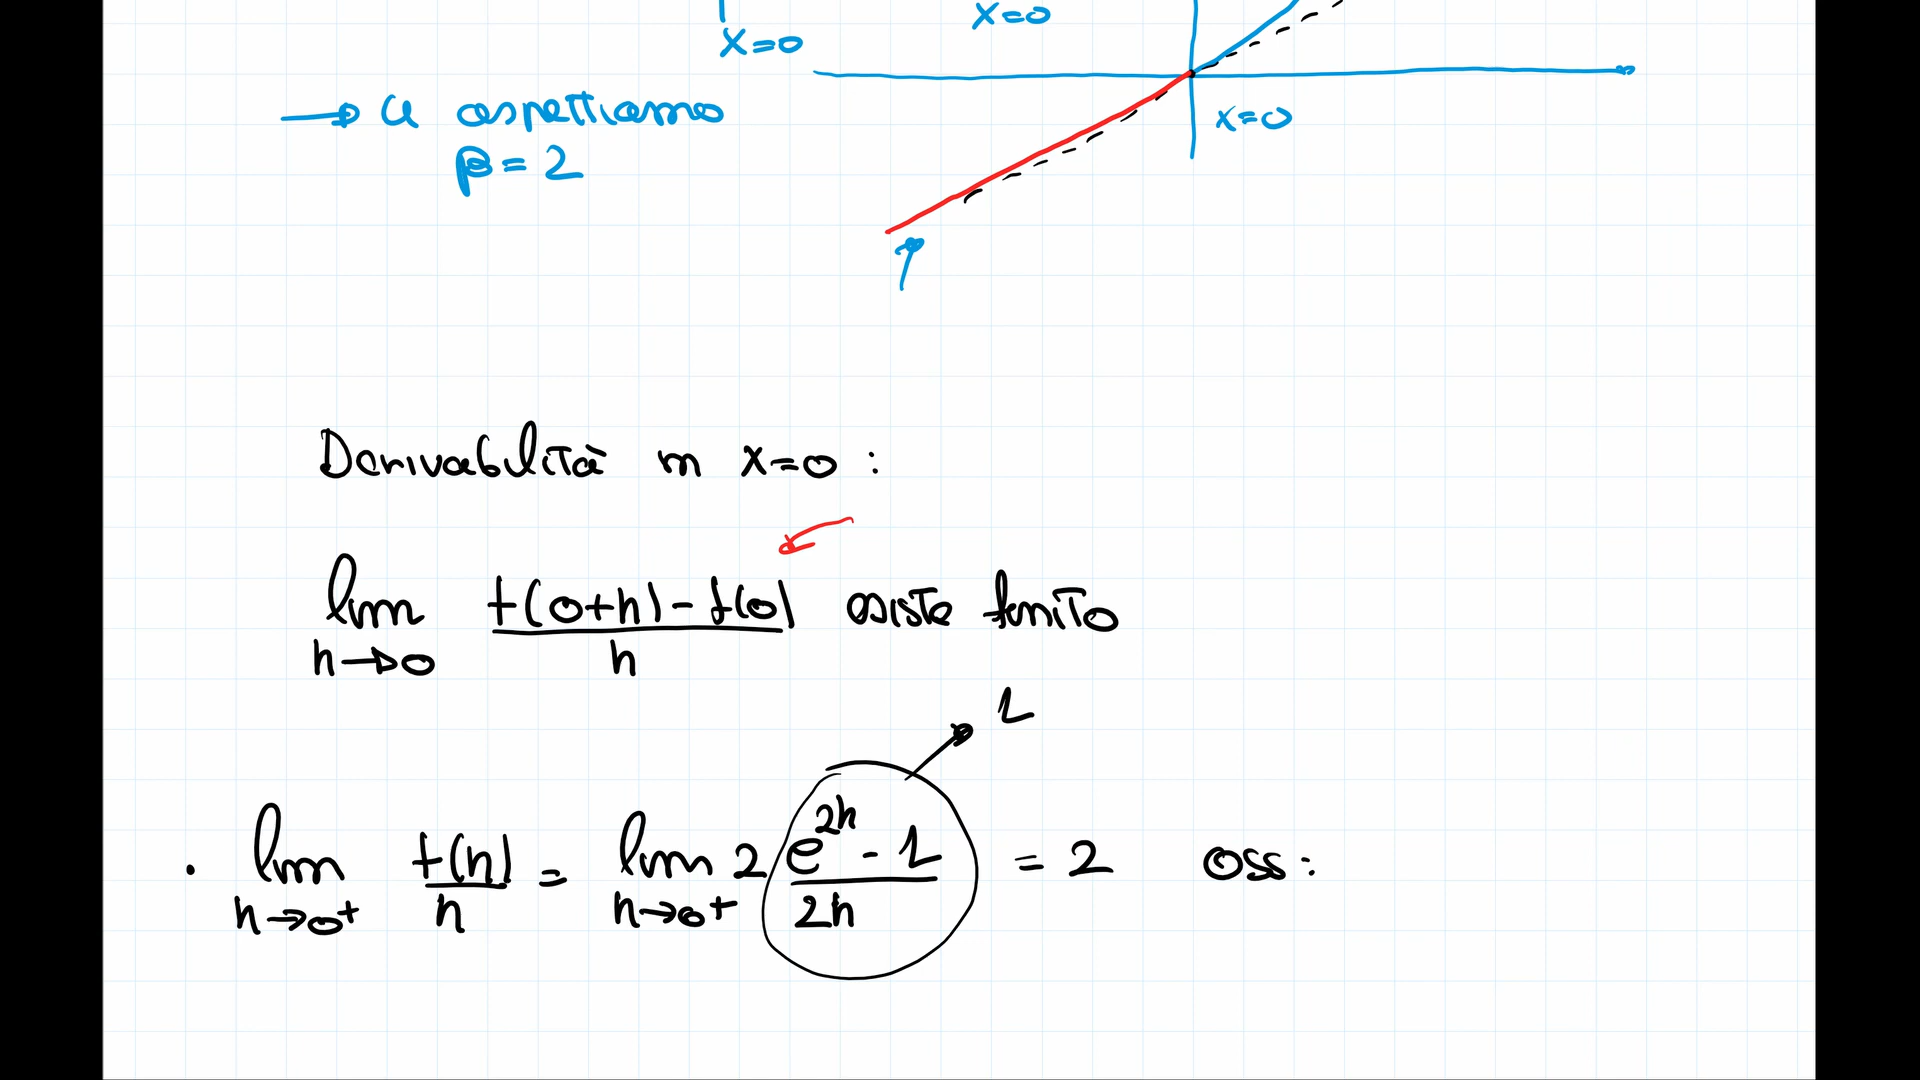 x=0
x=0
→ ci aspettiamo
x=0
β = 2
Derivabilità in x=0 :
lim f(0+h) - f(0) esiste finito
h→0 h
1
. lim f(h) = lim 2 e^2h - 1 = 2 oss:
h→0+ h h→0+ 2h